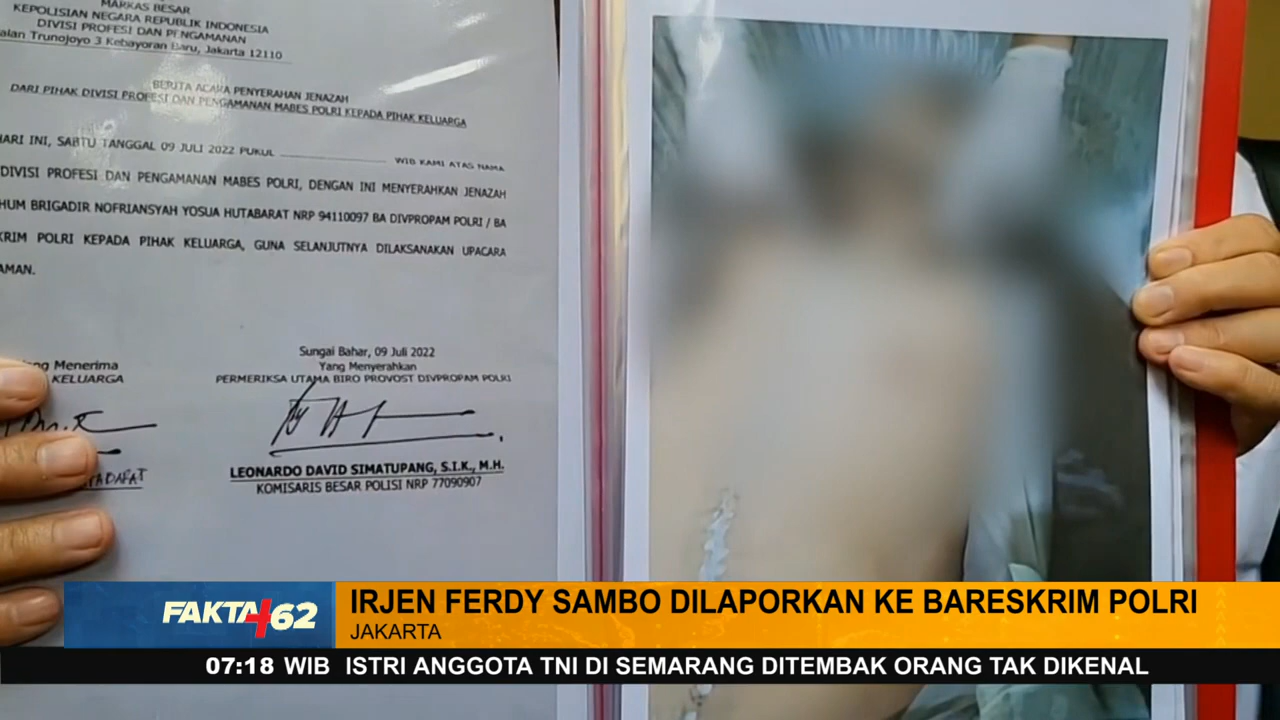 MARKAS BESAR
KEPOLISIAN NEGARA REPUBLIK INDONESIA
DIVISI PROFESI DAN PENGAMANAN
Trunojoyo 3 Kebayoran Baru, Jakarta 12110
BERITA ACARA PENYERAHAN JENAZAH
DARI PIHAK DIVISI PROFESI DAN PENGAMANAN MABES POLRI KEPADA PIHAK KELUARGA
HARI INI, SABTU TANGGAL 09 JULI 2022 PUKUL WIB KAMI ATAS NAMA
DIVISI PROFESI DAN PENGAMANAN MABES POLRI, DENGAN INI MENYERAHKAN JENAZAH
BRIGADIR NOFRIANSYAH YOSUA HUTABARAT NRP 94110097 BA DIVPROPAM POLRI / BA
POLRI KEPADA PIHAK KELUARGA, GUNA SELANJUTNYA DILAKSANAKAN UPACARA
Sungai Bahar, 09 Juli 2022
Menerima
Yang Menyerahkan
KELUARGA
PERMERIKSA UTAMA BIRO PROVOST DIVPROPAM POLRI
LEONARDO DAVID SIMATUPANG, S.I.K., M.H.
KOMISARIS BESAR POLISI NRP 77090907
FAKTA+62
IRJEN FERDY SAMBO DILAPORKAN KE BARESKRIM POLRI
JAKARTA
07:18 WIB ISTRI ANGGOTA TNI DI SEMARANG DITEMBAK ORANG TAK DIKENAL